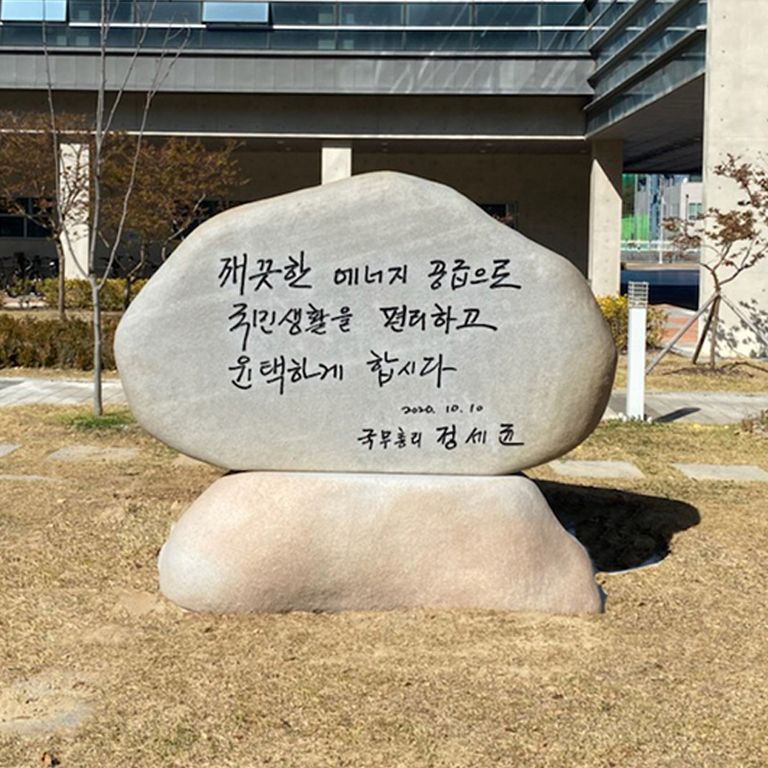 깨끗한 에너지 공급으로
국민생활을 편리하고
윤택하게 합시다
2020. 10. 10
국무총리 정세균